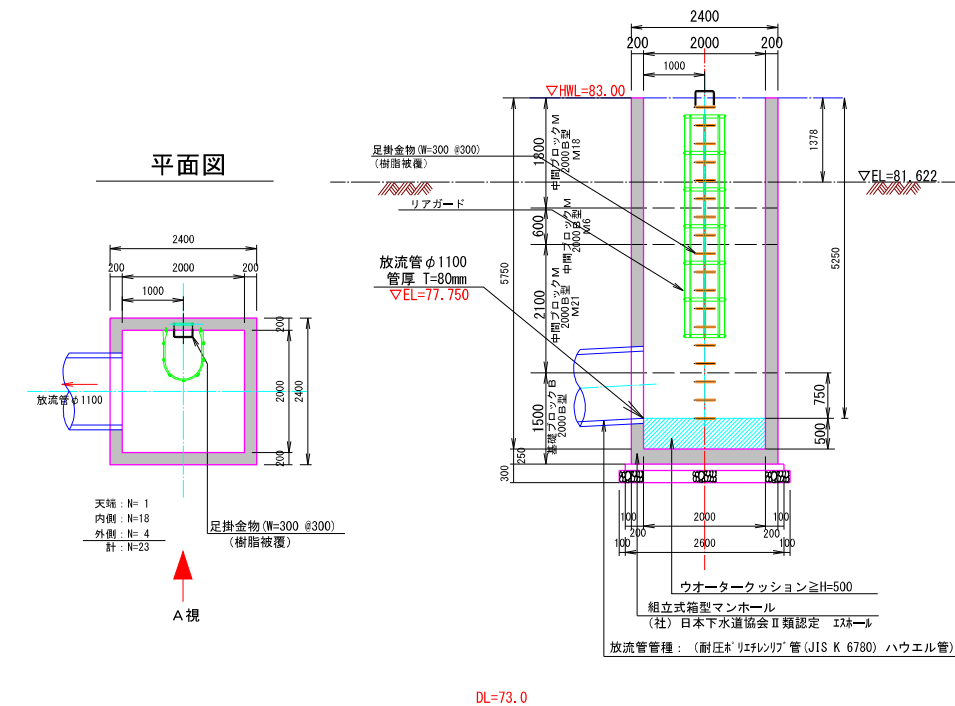 平面図
2400
200
2000
200
1000
200
2000
2400
200
放流管φ1100
天端：N= 1
内側：N=18
外側：N= 4
計：N=23
足掛金物(W=300 @300)
(樹脂被覆)
A視
2400
200
2000
200
1000
▽HWL=83.00
足掛金物(W=300 @300)
(樹脂被覆)
リアガード
放流管φ1100
管厚 T=80mm
▽EL=77.750
5750
1800
中間ブロックM
2000B型
M18
600
中間ブロックM
2000B型
M6
2100
中間ブロックM
2000B型
M21
1500
基礎ブロックB
2000B型
250
300
1378
▽EL=81.622
5250
750
500
100
2000
100
200
200
100
2600
100
ウオータークッション≧H=500
組立式箱型マンホール
(社) 日本下水道協会Ⅱ類認定 エスホール
放流管管種：(耐圧ポリエチレンリブ管(JIS K 6780) ハウエル管)
DL=73.0